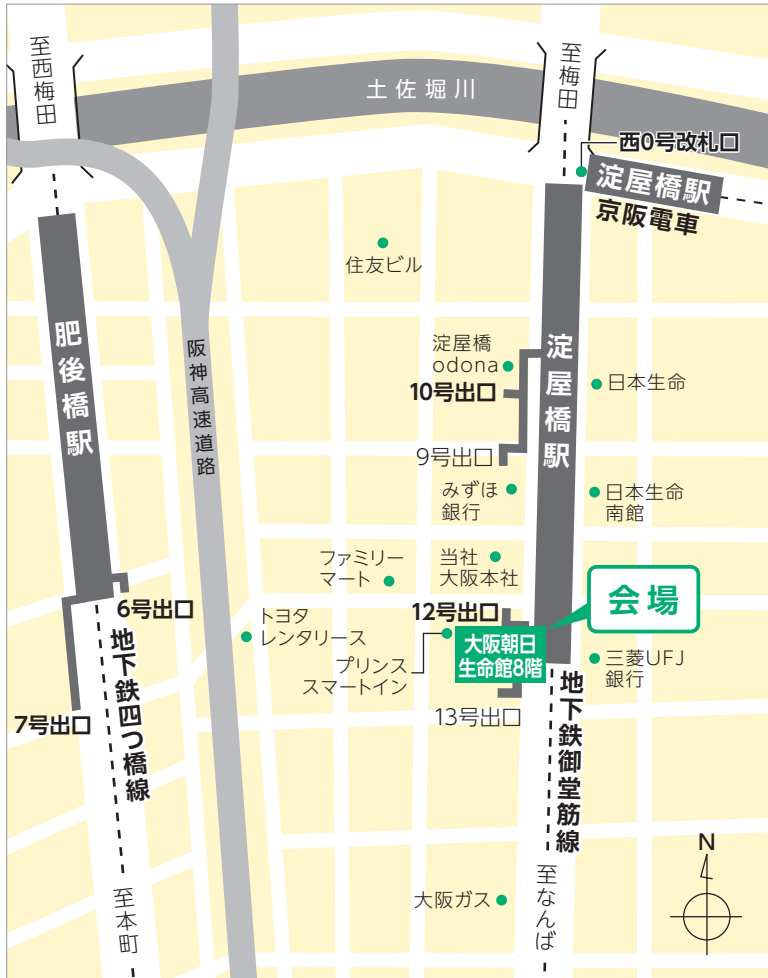 至西梅田
土佐堀川
至梅田
西0号改札口
淀屋橋駅
京阪電車
住友ビル
肥後橋駅
阪神高速道路
淀屋橋
odona
10号出口
淀屋橋駅
日本生命
9号出口
みずほ
銀行
日本生命
南館
ファミリー
マート
当社
大阪本社
会場
6号出口
トヨタ
レンタリース
12号出口
大阪朝日
生命館8階
プリンス
スマートイン
三菱UFJ
銀行
7号出口
地下鉄四つ橋線
13号出口
地下鉄御堂筋線
N
至本町
大阪ガス
至なんば